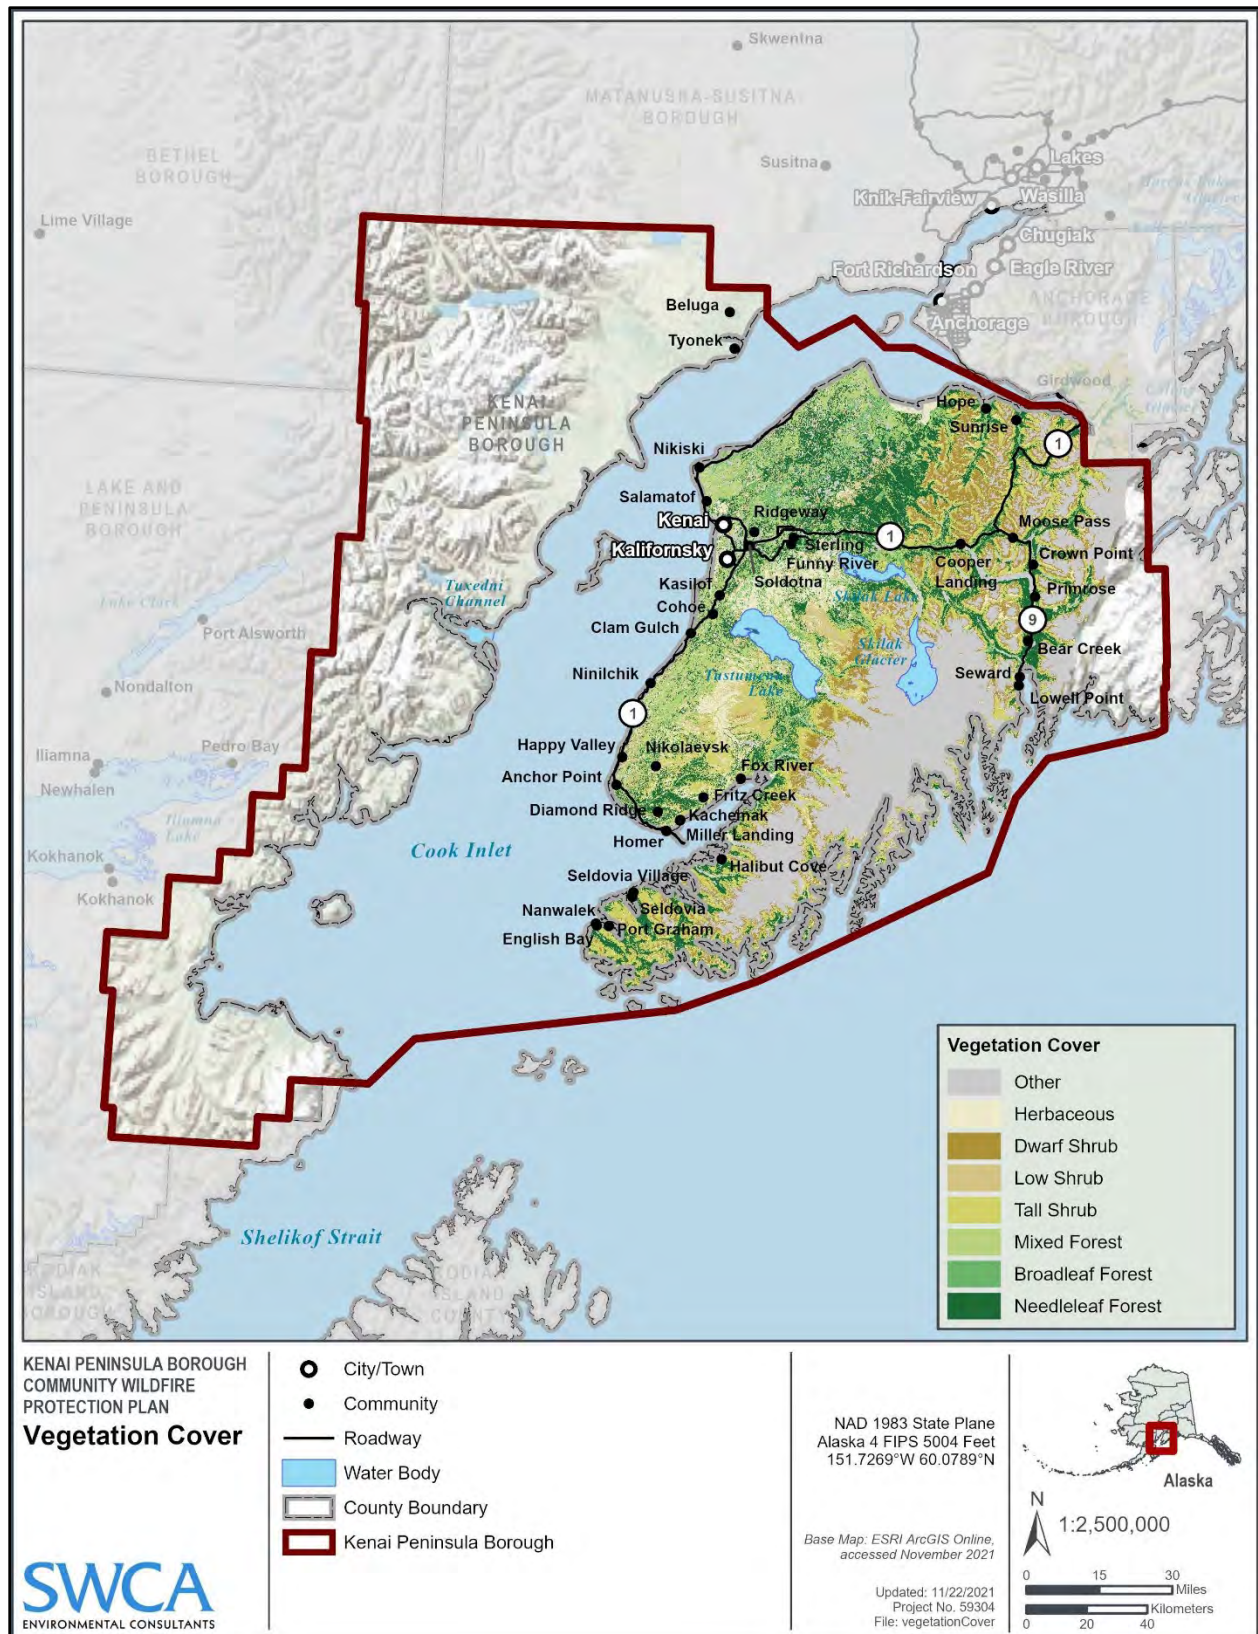 Skwentna
MATANUSKA-SUSITNA
BOROUGH
BETHEL
BOROUGH
Susitna
Lakes
Knik-Fairview
Wasilla
Lime Village
Chugiak
Fort Richardson
Eagle River
ANCHORAGE
BOROUGH
Anchorage
Beluga
Tyonek
Girdwood
KENAI
PENINSULA
BOROUGH
Hope
Sunrise
1
Nikiski
LAKE AND
PENINSULA
BOROUGH
Salamatof
Ridgeway
Kenai
Moose Pass
1
Sterling
Kalifornsky
Funny River
Crown Point
Cooper
Landing
Soldotna
Tuxedni
Channel
Kasilof
Skilak Lake
Primrose
Lake Clark
Cohoe
9
Port Alsworth
Clam Gulch
Skilak
Glacier
Bear Creek
Seward
Tustumena
Lake
Ninilchik
Lowell Point
Nondalton
1
Iliamna
Pedro Bay
Happy Valley
Nikolaevsk
Fox River
Newhalen
Anchor Point
Fritz Creek
Iliamna
Lake
Diamond Ridge
Kachemak
Miller Landing
Homer
Cook Inlet
Kokhanok
Halibut Cove
Seldovia Village
Kokhanok
Seldovia
Nanwalek
Port Graham
English Bay
Shelikof Strait
KODIAK
ISLAND
BOROUGH
KODIAK
ISLAND
COUNTY
Vegetation Cover
Other
Herbaceous
Dwarf Shrub
Low Shrub
Tall Shrub
Mixed Forest
Broadleaf Forest
Needleleaf Forest
KENAI PENINSULA BOROUGH
COMMUNITY WILDFIRE
PROTECTION PLAN
Vegetation Cover
SWCA
ENVIRONMENTAL CONSULTANTS
City/Town
Community
Roadway
Water Body
County Boundary
Kenai Peninsula Borough
NAD 1983 State Plane
Alaska 4 FIPS 5004 Feet
151.7269°W 60.0789°N
Base Map: ESRI ArcGIS Online,
accessed November 2021
Updated: 11/22/2021
Project No. 59304
File: vegetationCover
Alaska
N
1:2,500,000
0 15 30
Miles
Kilometers
0 20 40